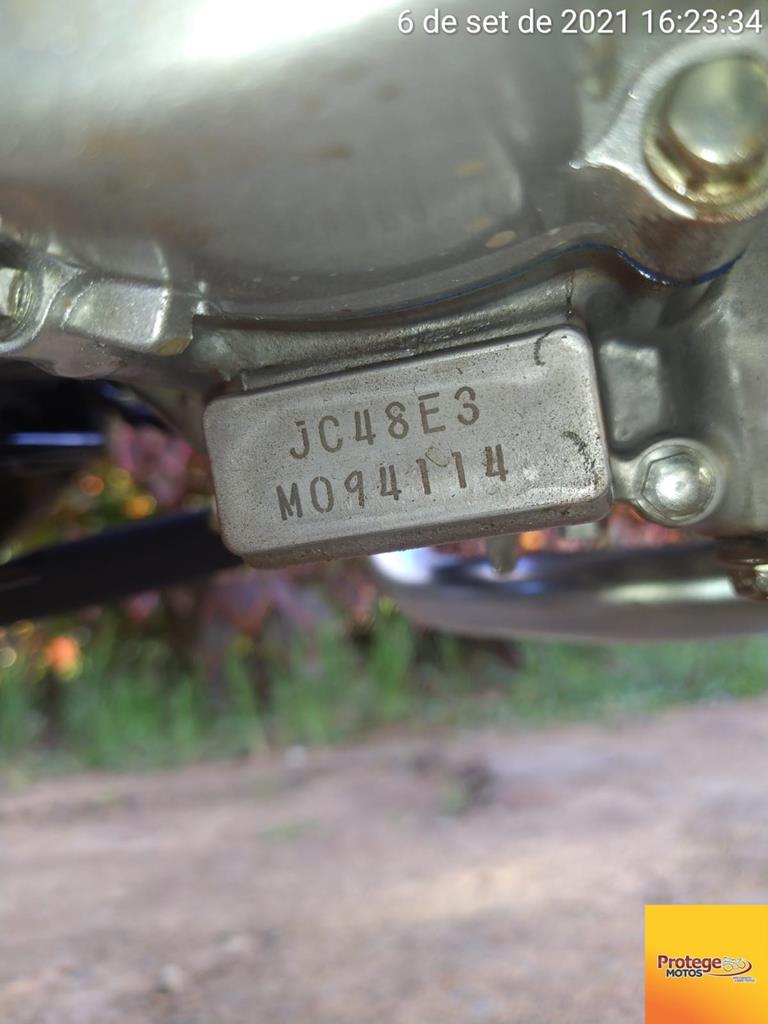 6 de set de 2021 16:23:34
JC48E3
M094114
Protege
MOTOS